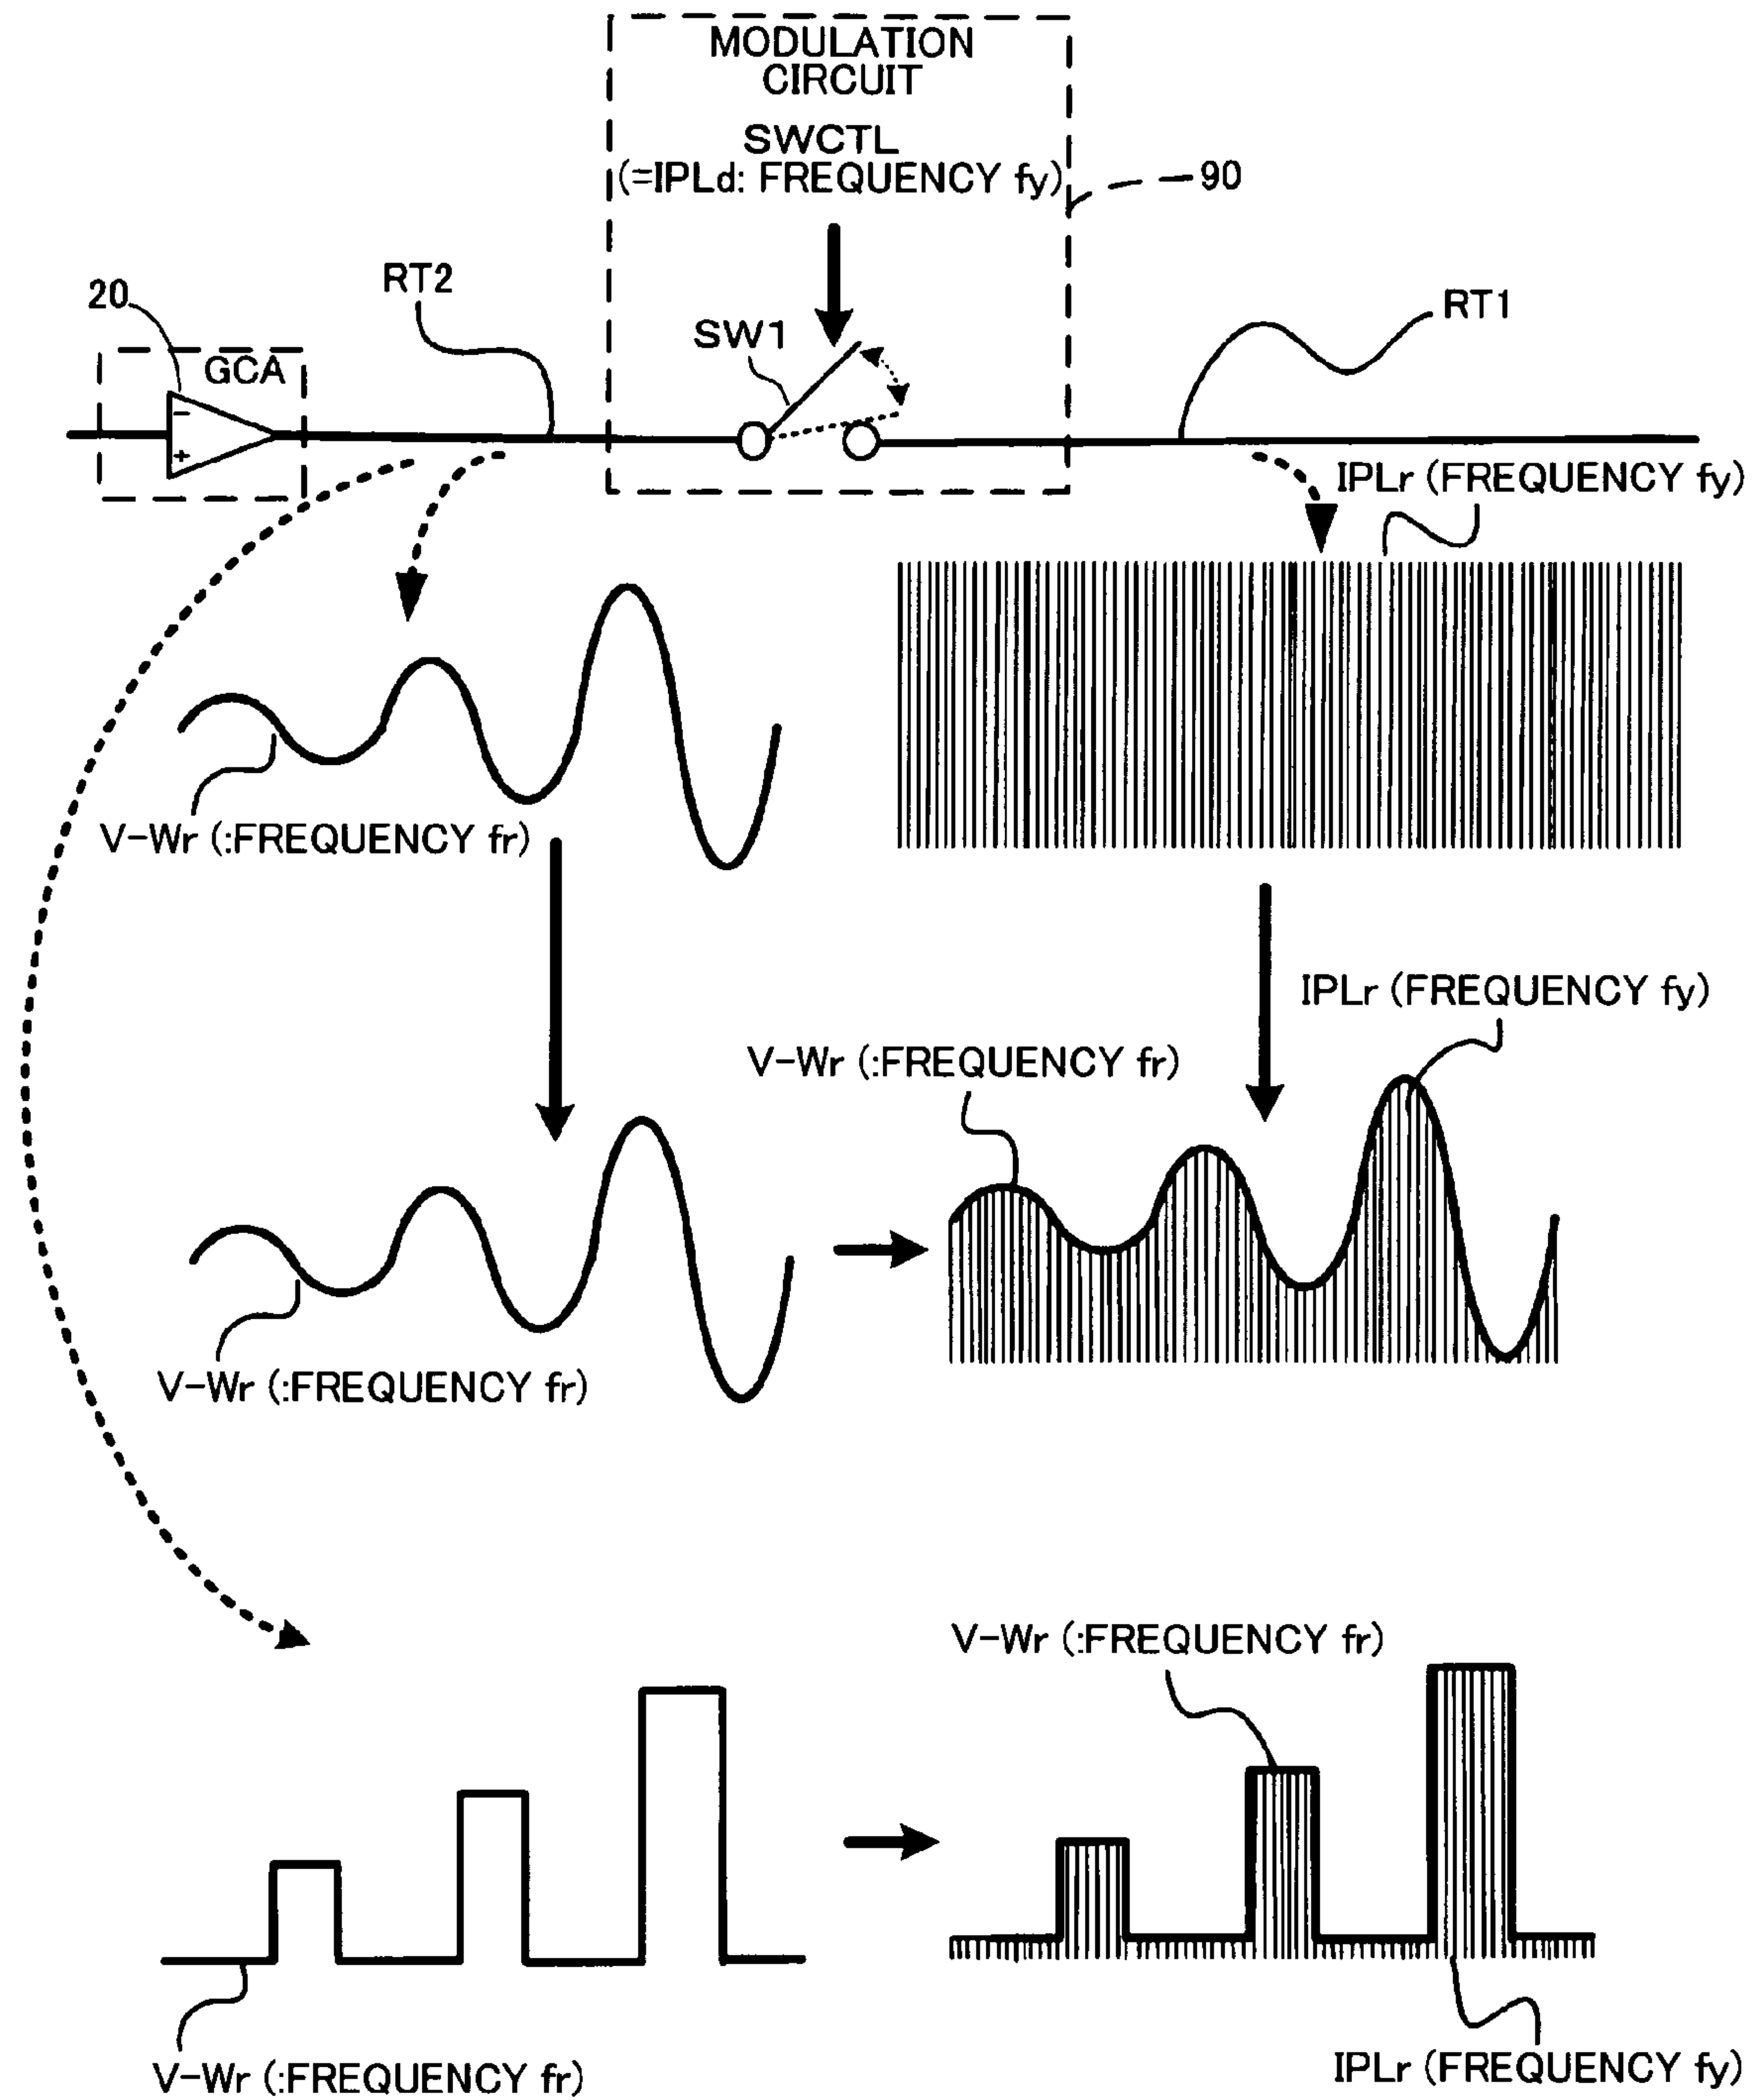 MODULATION
CIRCUIT
SWCTL
(=IPLd: FREQUENCY fy)
90
20
RT2
RT1
GCA
SW1
−
+
IPLr (FREQUENCY fy)
V−Wr (:FREQUENCY fr)
IPLr (FREQUENCY fy)
V−Wr (:FREQUENCY fr)
V−Wr (:FREQUENCY fr)
V−Wr (:FREQUENCY fr)
V−Wr (:FREQUENCY fr)
IPLr (FREQUENCY fy)